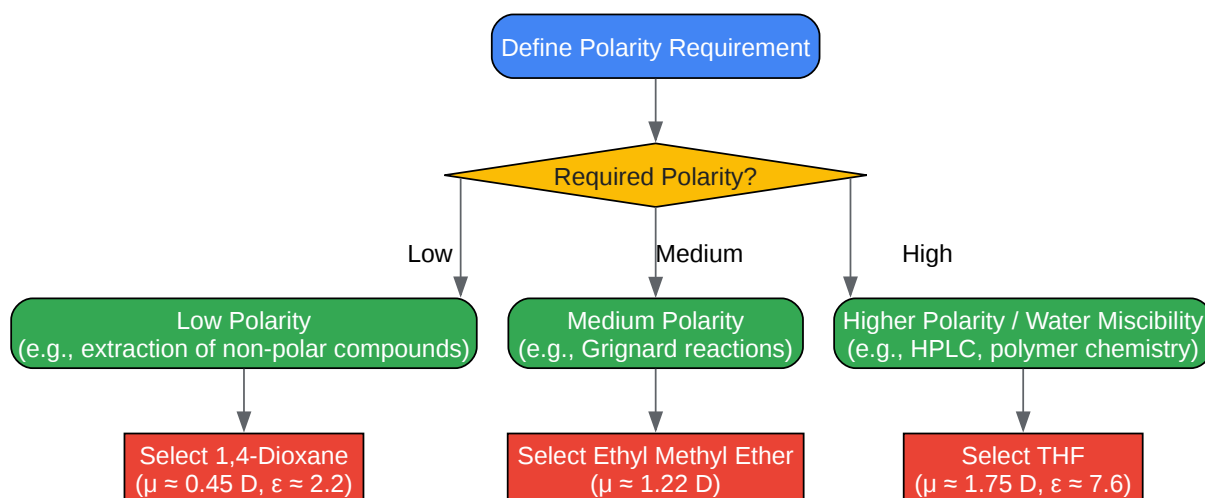 Define Polarity Requirement
Required Polarity?
Low
Medium
High
Low Polarity
(e.g., extraction of non-polar compounds)
Medium Polarity
(e.g., Grignard reactions)
Higher Polarity / Water Miscibility
(e.g., HPLC, polymer chemistry)
Select 1,4-Dioxane
(μ ≈ 0.45 D, ε ≈ 2.2)
Select Ethyl Methyl Ether
(μ ≈ 1.22 D)
Select THF
(μ ≈ 1.75 D, ε ≈ 7.6)